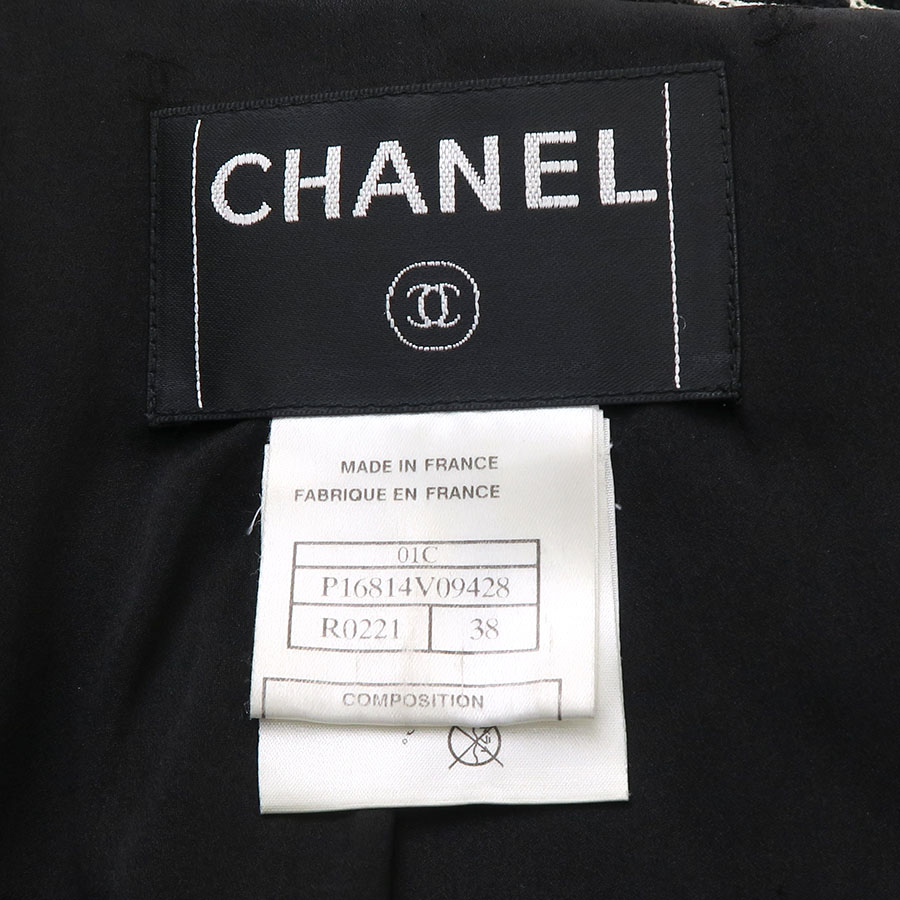 CHANEL
MADE IN FRANCE
FABRIQUE EN FRANCE
01C
P16814V09428
R0221 38
COMPOSITION